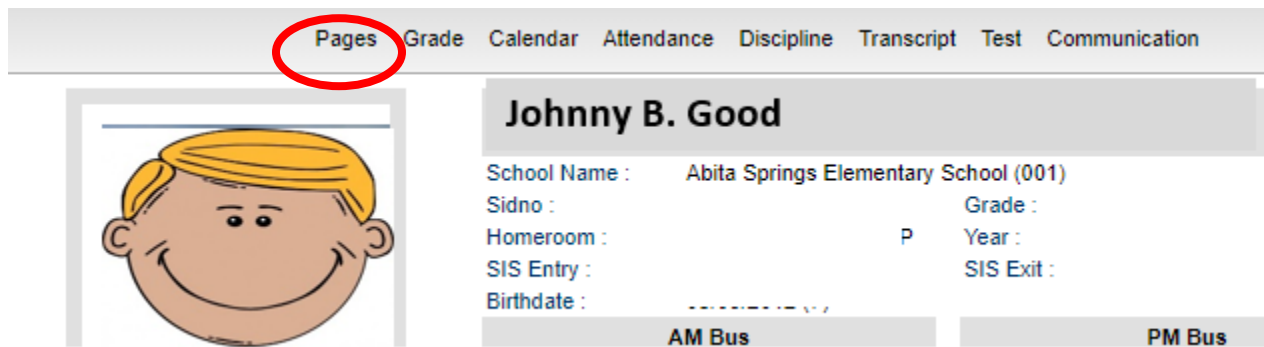 Pages Grade Calendar Attendance Discipline Transcript Test Communication
Johnny B. Good
School Name : Abita Springs Elementary School (001)
Sidno : Grade :
Homeroom : P Year :
SIS Entry : SIS Exit :
Birthdate :
AM Bus PM Bus